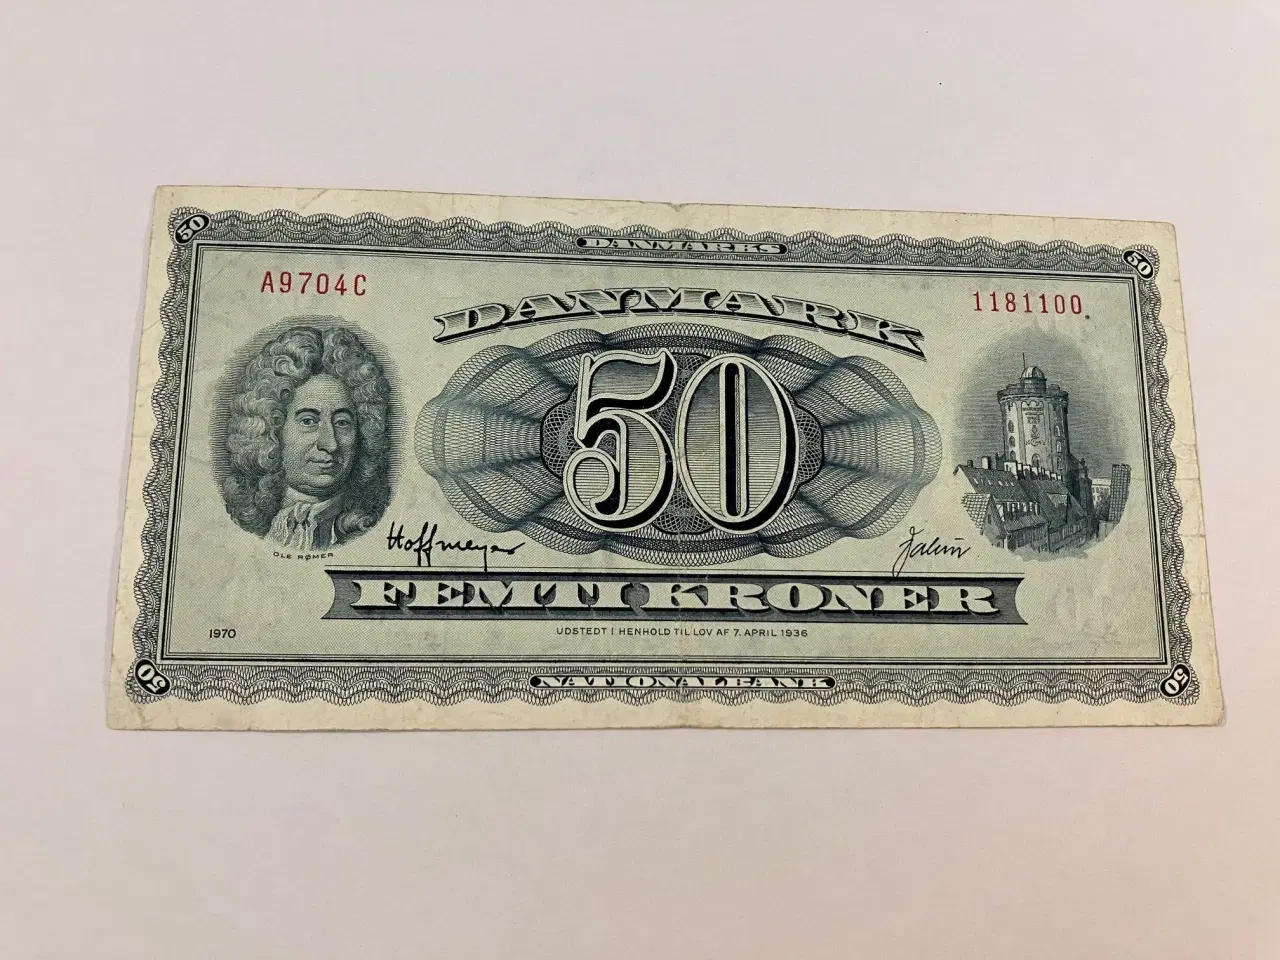 50
DANMARKS
50
A9704C
DANMARK
1181100.
50
OLE RØMER
Hoffmeyer
FEMTI KRONER
1970
UDSTEDT I HENHOLD TIL LOV AF 7. APRIL 1936
50
NATIONALBANK
50